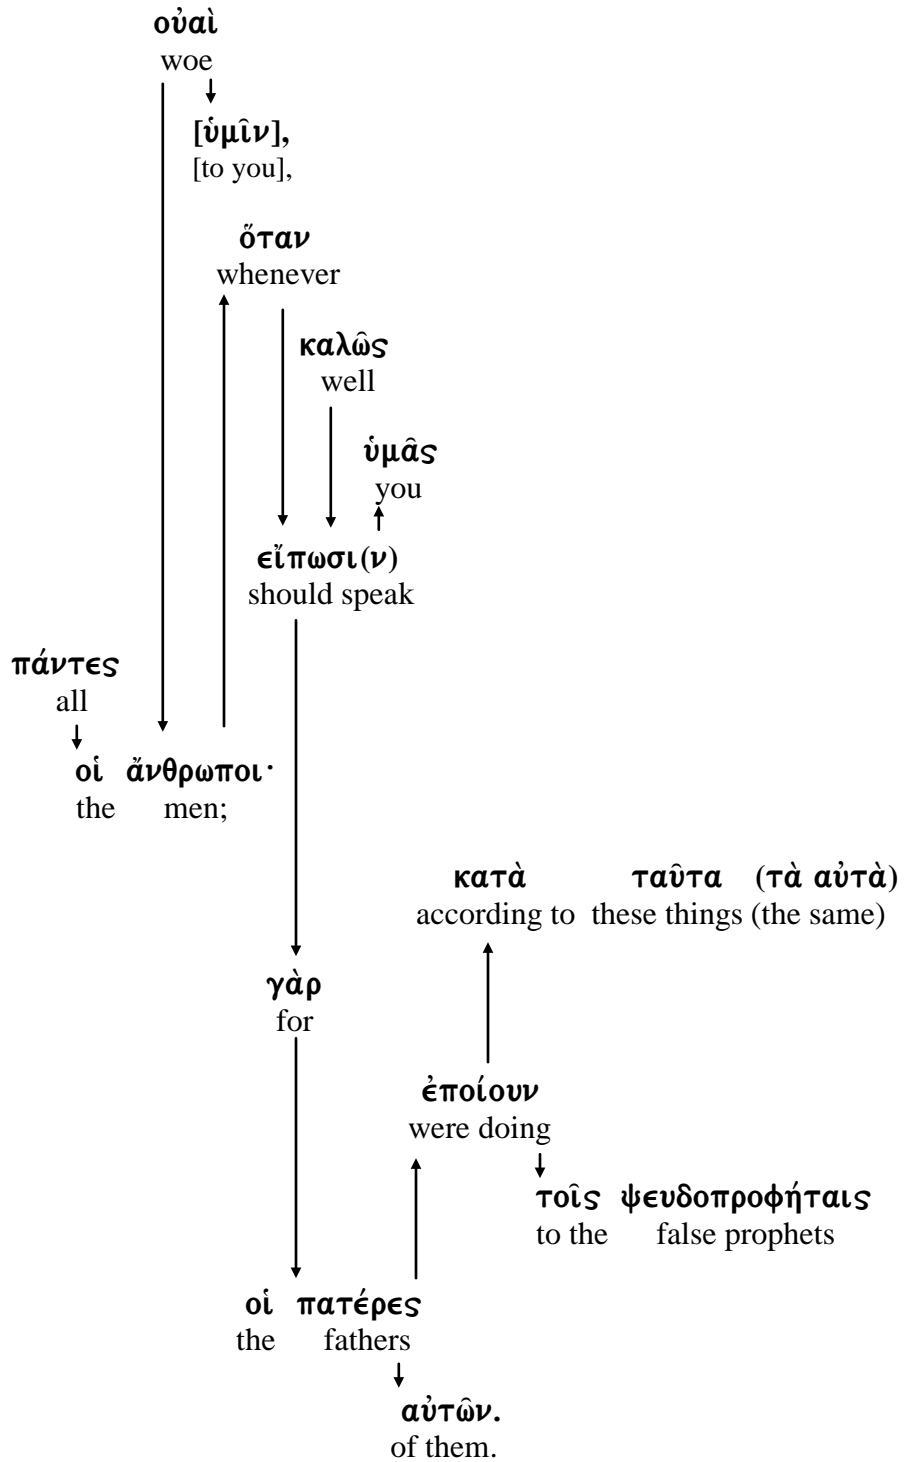 οὐαὶ
woe
[ὑμῖν],
[to you],
ὅταν
whenever
καλῶς
well
ὑμᾶς
you
εἴπωσι(ν)
should speak
πάντες
all
οἱ ἄνθρωποι·
the men;
κατὰ ταῦτα (τὰ αὐτὰ)
according to these things (the same)
γὰρ
for
ἐποίουν
were doing
τοῖς ψευδοπροφήταις
to the false prophets
οἱ πατέρες
the fathers
αὐτῶν.
of them.